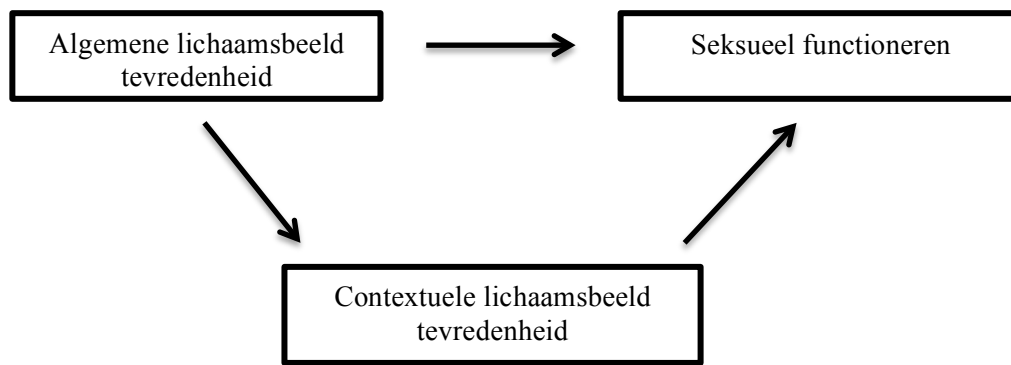 Algemene lichaamsbeeld
tevredenheid
Seksueel functioneren
Contextuele lichaamsbeeld
tevredenheid